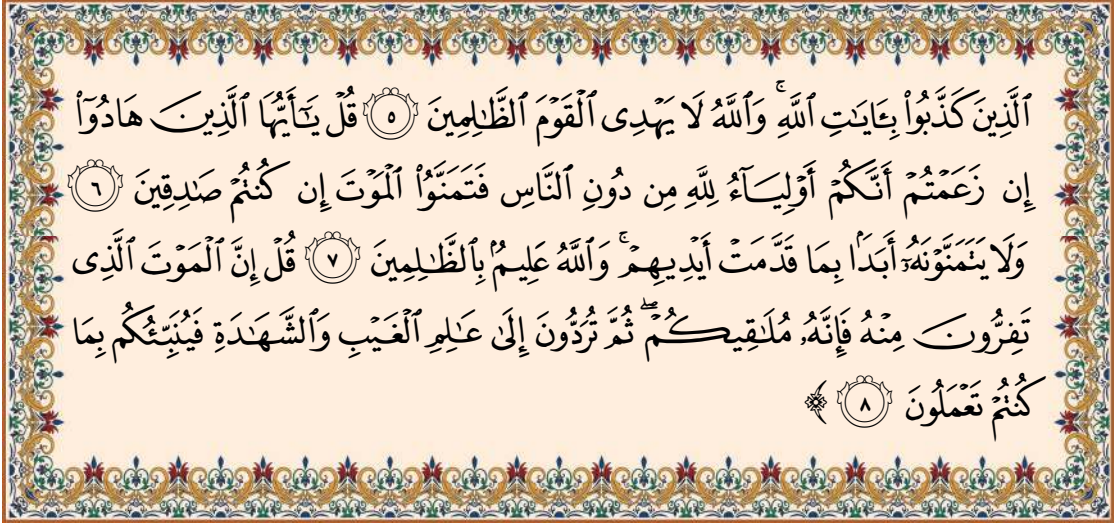 ٱلَّذِينَ كَذَّبُواْ بِـَٔايَٰتِ ٱللَّهِۚ وَٱللَّهُ لَا يَهۡدِى ٱلۡقَوۡمَ ٱلظَّٰلِمِينَ ٥ قُلۡ يَٰٓأَيُّهَا ٱلَّذِينَ هَادُوٓاْ
إِن زَعَمۡتُمۡ أَنَّكُمۡ أَوۡلِيَآءُ لِلَّهِ مِن دُونِ ٱلنَّاسِ فَتَمَنَّوُاْ ٱلۡمَوۡتَ إِن كُنتُمۡ صَٰدِقِينَ ٦
وَلَا يَتَمَنَّوۡنَهُۥٓ أَبَدَۢا بِمَا قَدَّمَتۡ أَيۡدِيهِمۡۚ وَٱللَّهُ عَلِيمُۢ بِٱلظَّٰلِمِينَ ٧ قُلۡ إِنَّ ٱلۡمَوۡتَ ٱلَّذِى
تَفِرُّونَ مِنۡهُ فَإِنَّهُۥ مُلَٰقِيكُمۡۖ ثُمَّ تُرَدُّونَ إِلَىٰ عَٰلِمِ ٱلۡغَيۡبِ وَٱلشَّهَٰدَةِ فَيُنَبِّئُكُم بِمَا
كُنتُمۡ تَعۡمَلُونَ ٨ ﴾